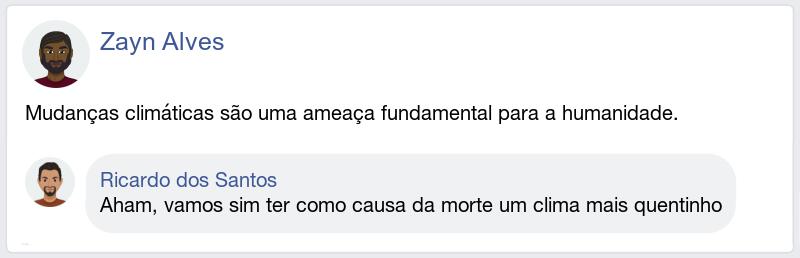 Zayn Alves
Mudanças climáticas são uma ameaça fundamental para a humanidade.
Ricardo dos Santos
Aham, vamos sim ter como causa da morte um clima mais quentinho